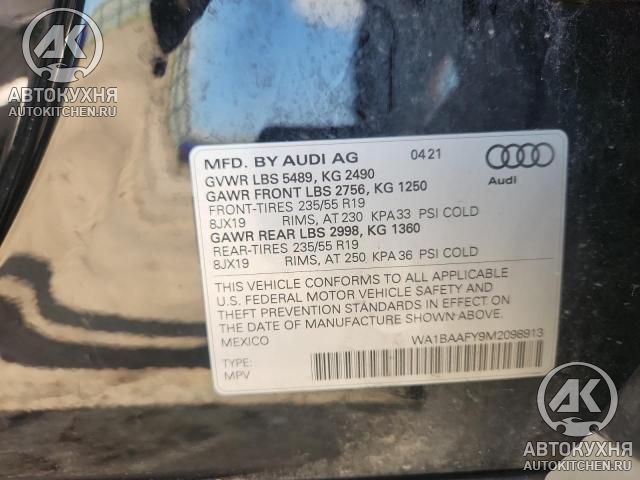 АК
АВТОКУХНЯ
AUTOKITCHEN.RU
MFD. BY AUDI AG 04 21
GVWR LBS 5489, KG 2490
GAWR FRONT LBS 2756, KG 1250
FRONT-TIRES 235/55 R19
8JX19 RIMS, AT 230 KPA 33 PSI COLD
GAWR REAR LBS 2998, KG 1360
REAR-TIRES 235/55 R19
8JX19 RIMS, AT 250 KPA 36 PSI COLD
Audi
THIS VEHICLE CONFORMS TO ALL APPLICABLE
U.S. FEDERAL MOTOR VEHICLE SAFETY AND
THEFT PREVENTION STANDARDS IN EFFECT ON
THE DATE OF MANUFACTURE SHOWN ABOVE.
MEXICO
WA1BAAFY9M2098913
TYPE:
MPV
АК
АВТОКУХНЯ
AUTOKITCHEN.RU